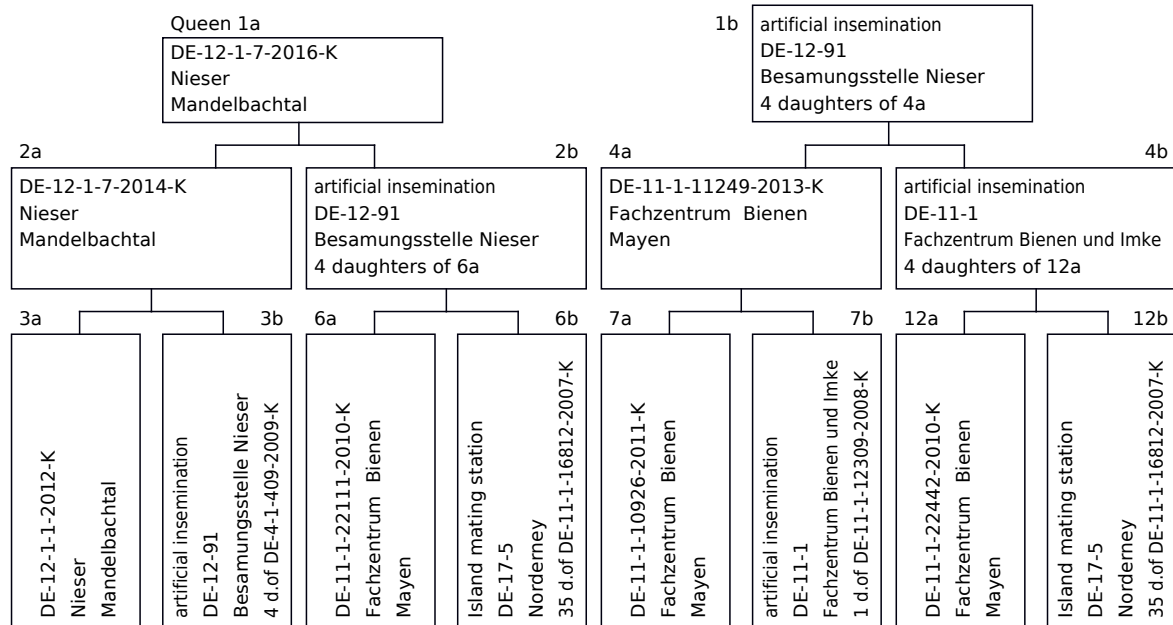 Queen 1a
DE-12-1-7-2016-K
Nieser
Mandelbachtal
1b
artificial insemination
DE-12-91
Besamungsstelle Nieser
4 daughters of 4a
2a
DE-12-1-7-2014-K
Nieser
Mandelbachtal
2b
artificial insemination
DE-12-91
Besamungsstelle Nieser
4 daughters of 6a
4a
DE-11-1-11249-2013-K
Fachzentrum Bienen
Mayen
4b
artificial insemination
DE-11-1
Fachzentrum Bienen und Imke
4 daughters of 12a
3a
DE-12-1-1-2012-K
Nieser
Mandelbachtal
3b
artificial insemination
DE-12-91
Besamungsstelle Nieser
4 d.of DE-4-1-409-2009-K
6a
DE-11-1-22111-2010-K
Fachzentrum Bienen
Mayen
6b
Island mating station
DE-17-5
Norderney
35 d.of DE-11-1-16812-2007-K
7a
DE-11-1-10926-2011-K
Fachzentrum Bienen
Mayen
7b
artificial insemination
DE-11-1
Fachzentrum Bienen und Imke
1 d.of DE-11-1-12309-2008-K
12a
DE-11-1-22442-2010-K
Fachzentrum Bienen
Mayen
12b
Island mating station
DE-17-5
Norderney
35 d.of DE-11-1-16812-2007-K